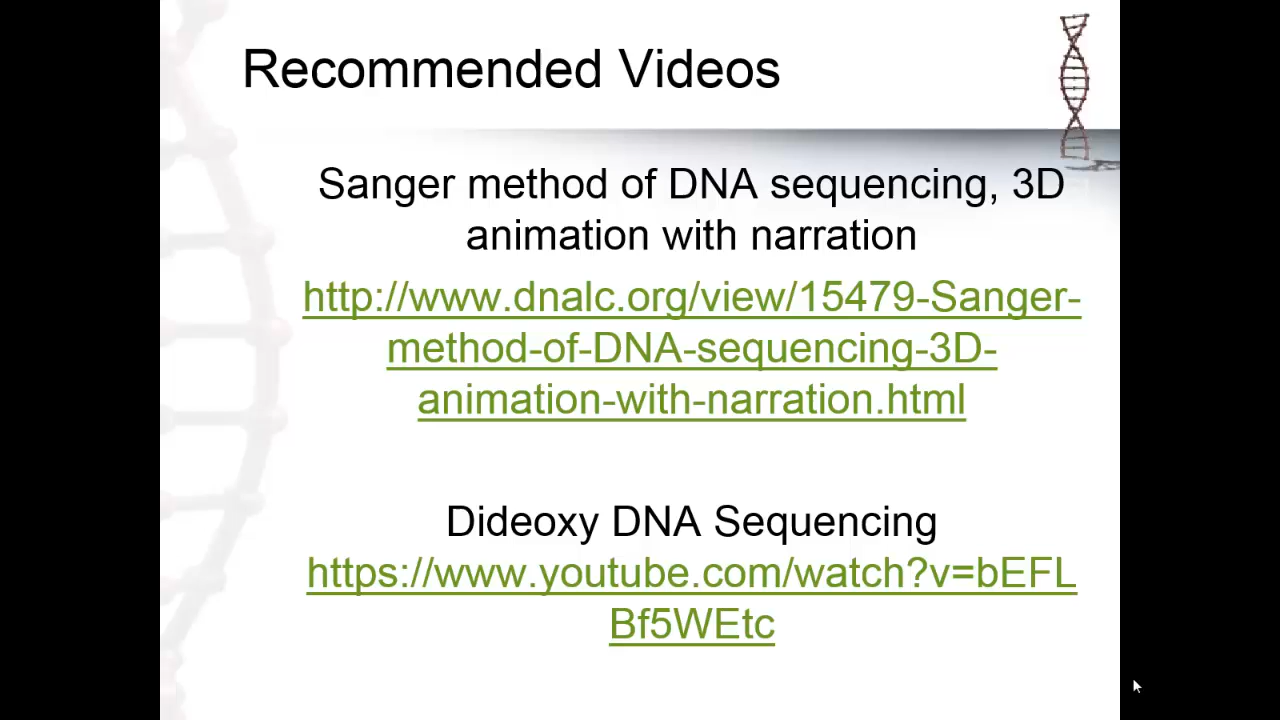 Recommended Videos
Sanger method of DNA sequencing, 3D
animation with narration
http://www.dnalc.org/view/15479-Sanger-
method-of-DNA-sequencing-3D-
animation-with-narration.html
Dideoxy DNA Sequencing
https://www.youtube.com/watch?v=bEFL
Bf5WEtc